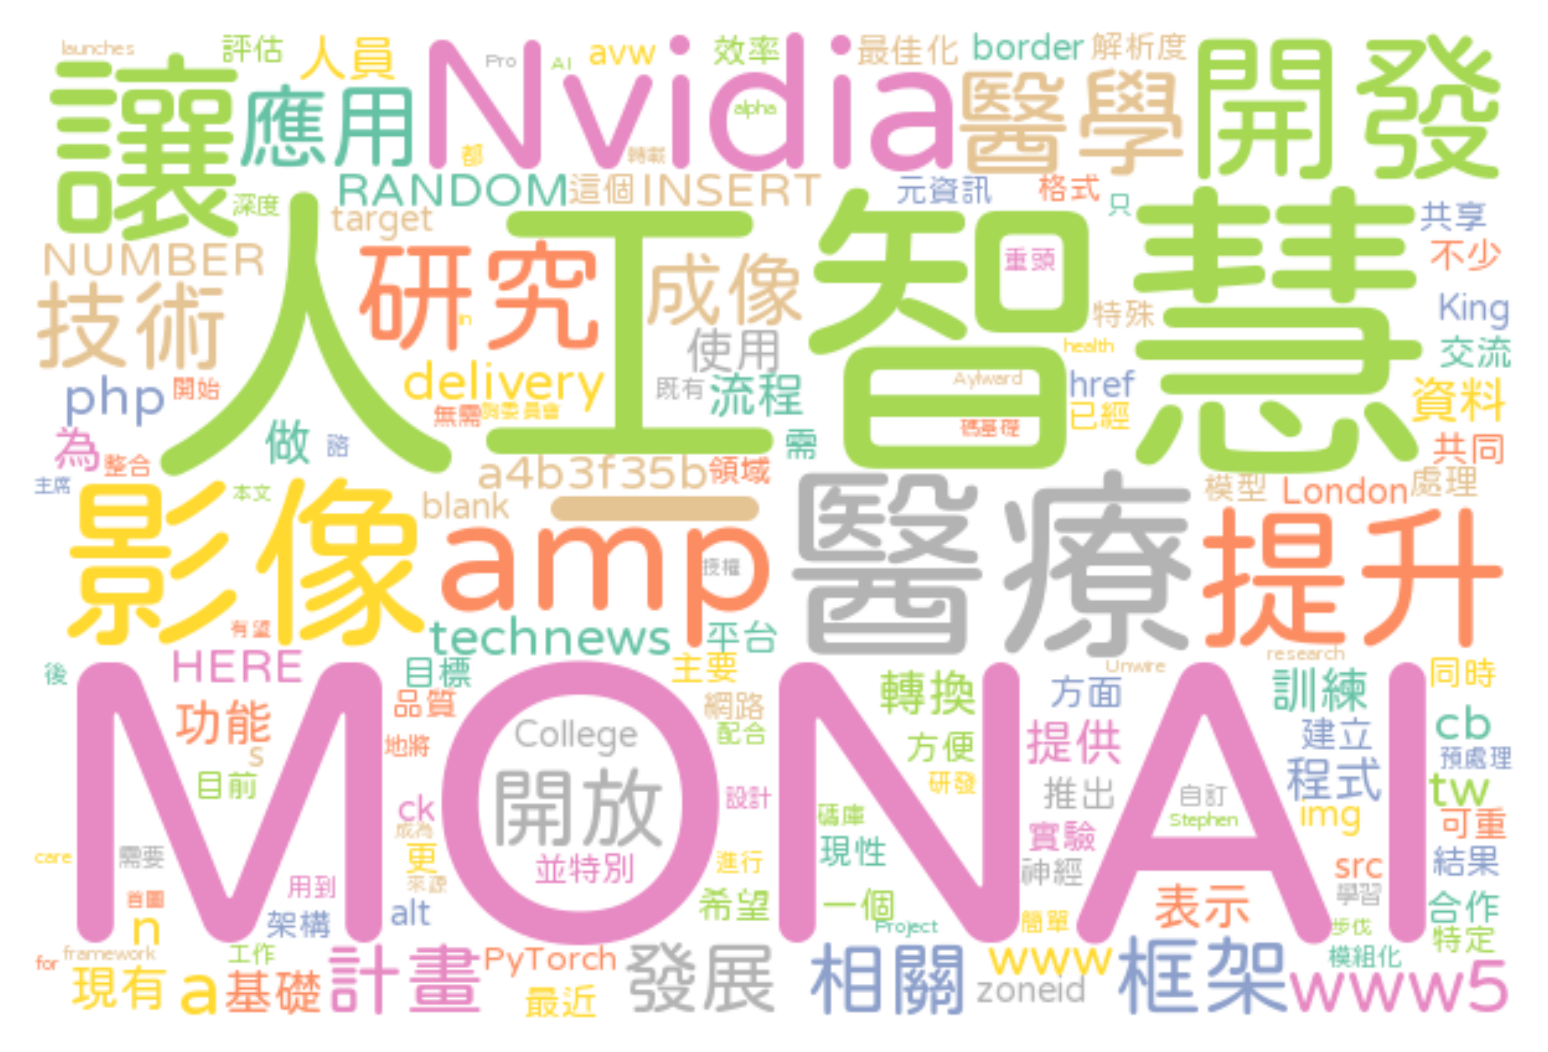 launches 評估 人員 Pro AI avw 效率 最佳化 border 解析度
讓 應用 Nvidia alpha 醫學 開發
都 轉載
深度 RANDOM 這個 INSERT 元資訊 格式 只 共享
target 人工智慧 重頭 不少
NUMBER 研究 成像 特殊 King
技術 in 使用 health 交流
php 開始 delivery 既有 流程 Aylward href 資料
無需 詢委員會 碼基礎 已經
為 整合 做 諮 需 共同
主席 本文 a4b3f35b 領域 模型 London 處理
影像 blank amp 授權 醫療 提升
有望 technews 平台
後 HERE 目標 主要 Unwire research 同時
MONAI
功能 s 品質 地將 College 網路 配合 轉換 方便 方面 提供 訓練 建立 cb 預處理
目前 ck 開放 設計 研發 推出 自訂 程式 tw
成為 碼庫 Stephen img 可重
care 需要 更 並特別 進行 現性 實驗 神經 src 結果
首圖 用到 來源 學習
n 架構 alt 希望 一個 Project 簡單 表示 步伐 合作
for framework 工作 PyTorch 模組化 特定
現有 a 基礎 計畫 最近 發展 相關 www zoneid 框架 www5